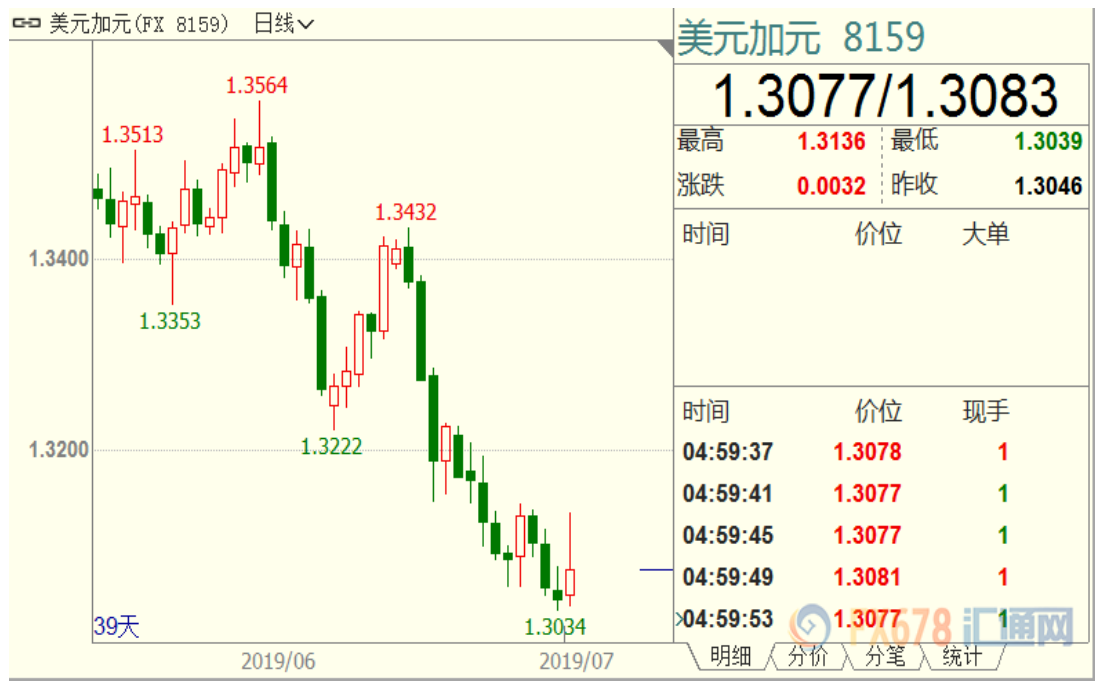 美元加元(FX 8159) 日线
1.3564
1.3513
1.3432
1.3400
1.3353
1.3222
1.3200
1.3034
39天
2019/06 2019/07
美元加元 8159
1.3077/1.3083
最高 1.3136 最低 1.3039
涨跌 0.0032 昨收 1.3046
时间 价位 大单
时间 价位 现手
04:59:37 1.3078 1
04:59:41 1.3077 1
04:59:45 1.3077 1
04:59:49 1.3081 1
04:59:53 1.3077 1
FX678 汇通网
明细 分价 分笔 统计